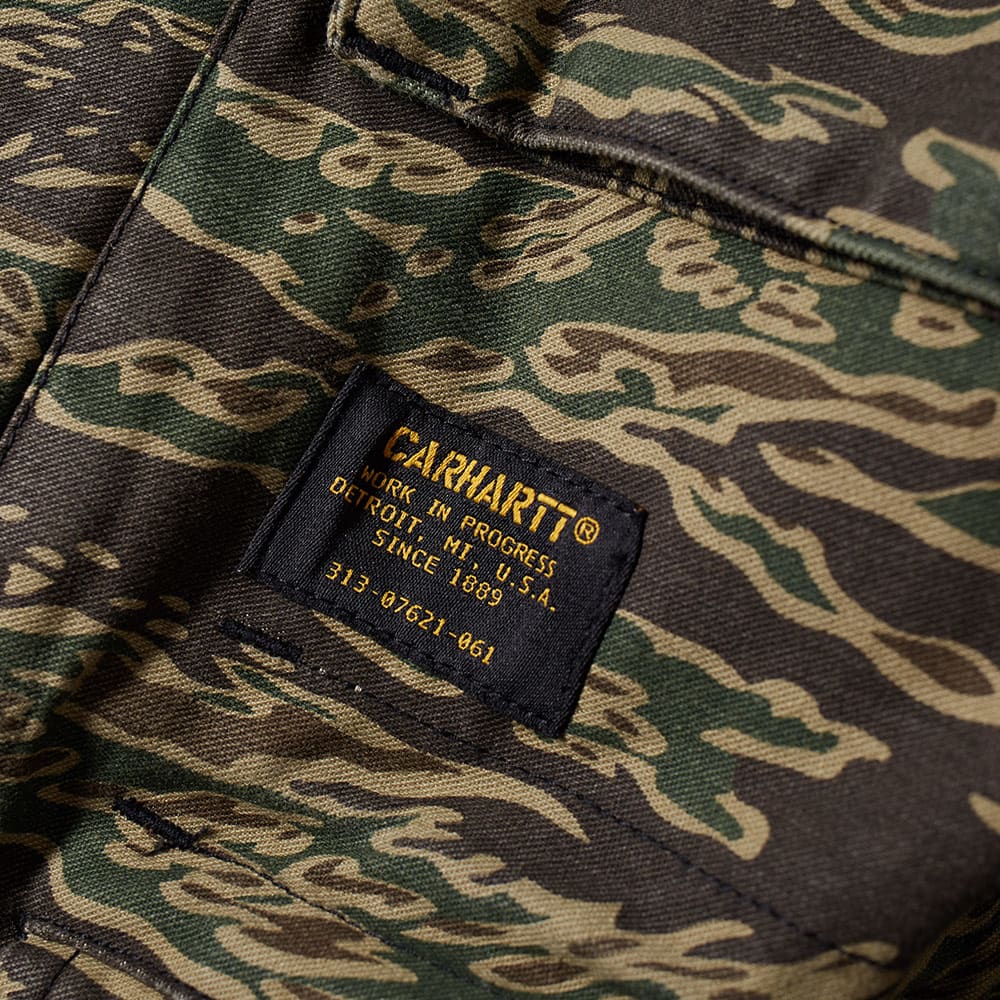 CARHARTT®
WORK IN PROGRESS
DETROIT, MI, U.S.A.
SINCE 1889
313-07621-061